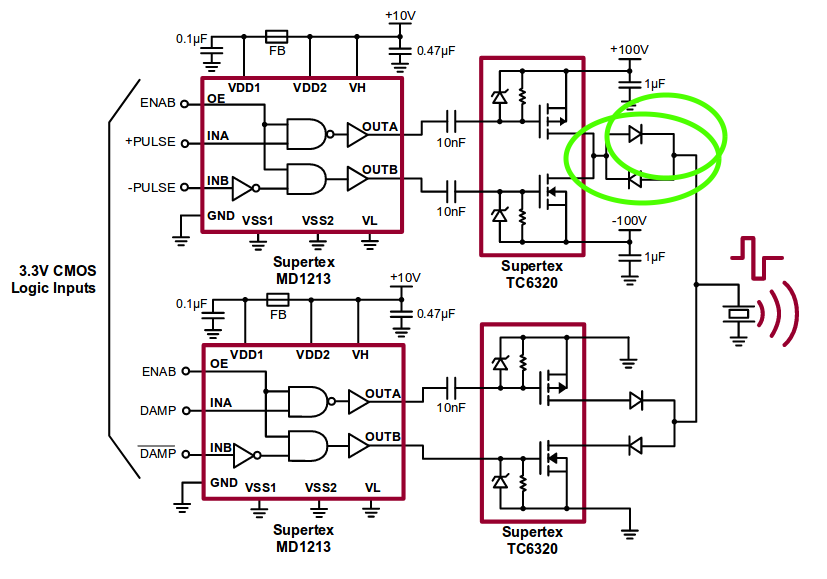 +10V
0.1µF
FB
0.47µF
VDD1 VDD2 VH
ENAB
OE
+PULSE
INA
-PULSE
INB
GND
OUTA
OUTB
VSS1 VSS2 VL
Supertex
MD1213
10nF
10nF
+100V
1µF
-100V
1µF
Supertex
TC6320
3.3V CMOS
Logic Inputs
+10V
0.1µF
FB
0.47µF
VDD1 VDD2 VH
ENAB
OE
DAMP
INA
DAMP
INB
GND
OUTA
OUTB
VSS1 VSS2 VL
Supertex
MD1213
10nF
Supertex
TC6320